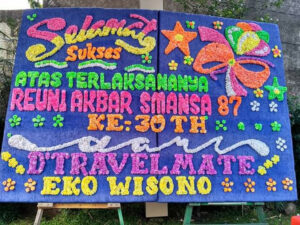 Selamat
Sukses
ATAS TERLAKSANANYA
REUNI AKBAR SMANSA 87
KE:30 TH
dari
D'TRAVELMATE
EKO WISONO